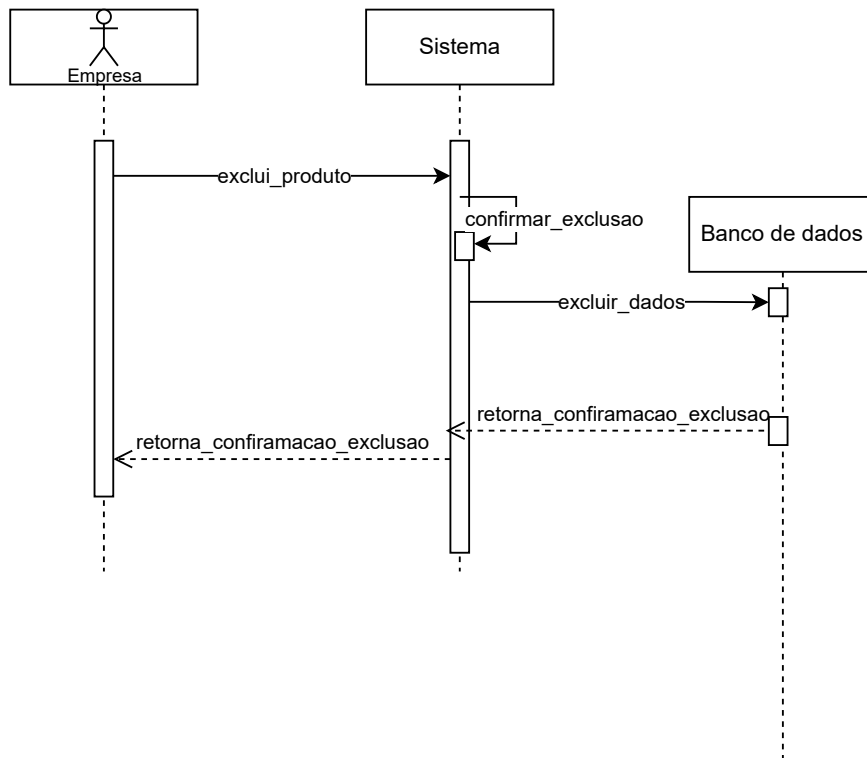 Empresa
Sistema
exclui_produto
confirmar_exclusao
Banco de dados
excluir_dados
retorna_confiramacao_exclusao
retorna_confiramacao_exclusao